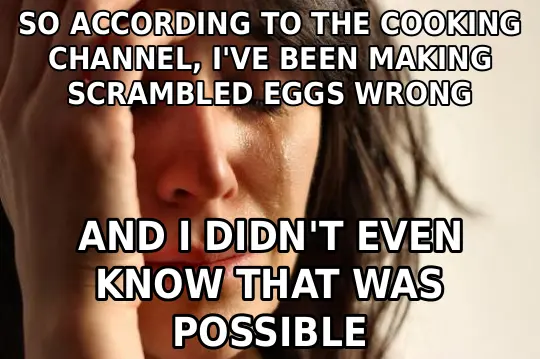 SO ACCORDING TO THE COOKING
CHANNEL, I'VE BEEN MAKING
SCRAMBLED EGGS WRONG
AND I DIDN'T EVEN
KNOW THAT WAS
POSSIBLE